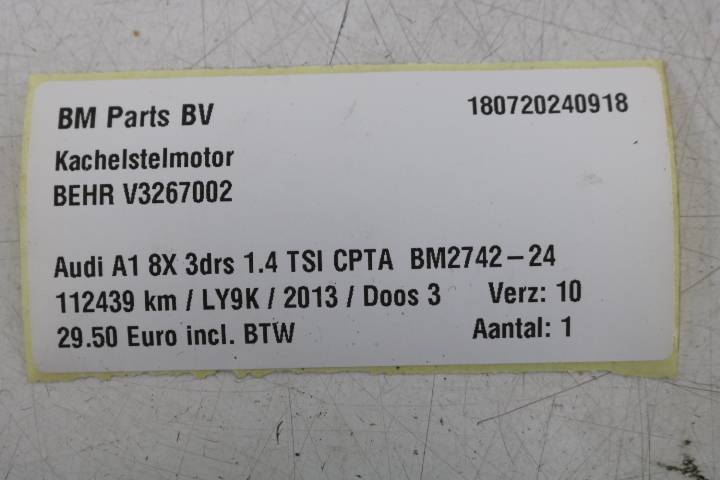 BM Parts BV 180720240918
Kachelstelmotor
BEHR V3267002
Audi A1 8X 3drs 1.4 TSI CPTA BM2742-24
112439 km / LY9K / 2013 / Doos 3 Verz: 10
29.50 Euro incl. BTW Aantal: 1